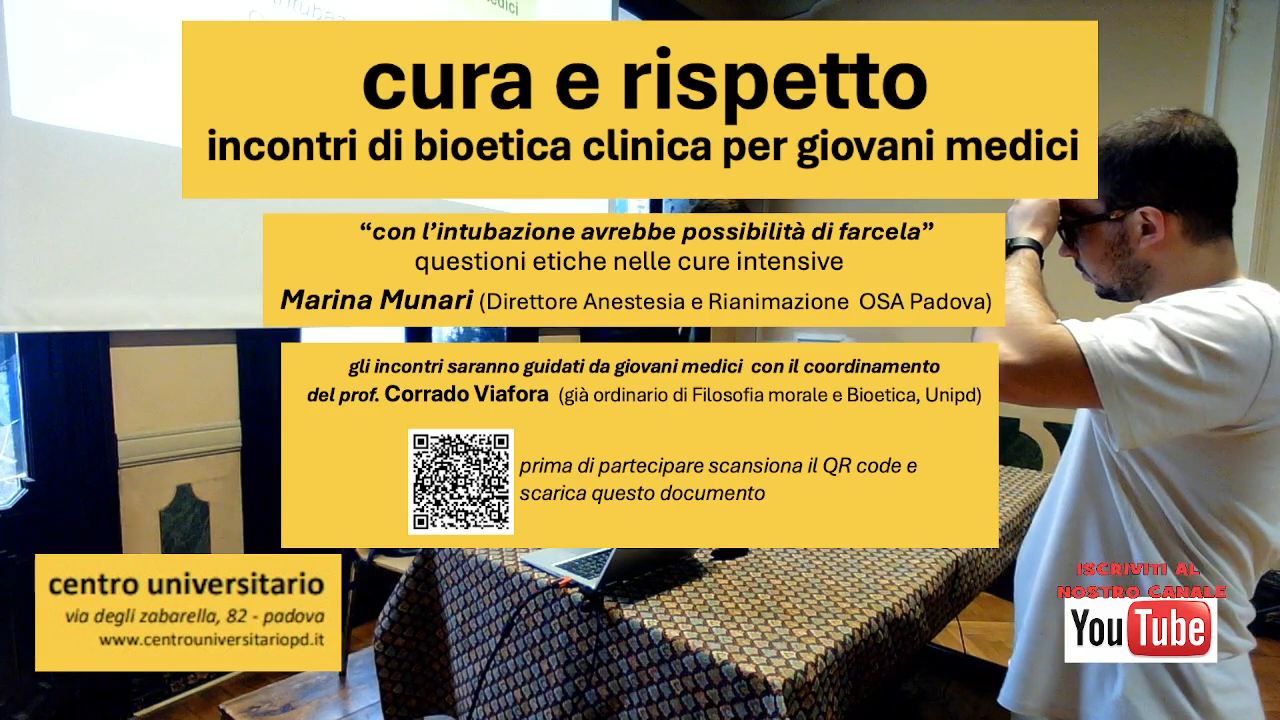 medici
intubaz
cura e rispetto
incontri di bioetica clinica per giovani medici
“con l’intubazione avrebbe possibilità di farcela”
questioni etiche nelle cure intensive
Marina Munari (Direttore Anestesia e Rianimazione OSA Padova)
gli incontri saranno guidati da giovani medici con il coordinamento
del prof. Corrado Viafora (già ordinario di Filosofia morale e Bioetica, Unipd)
prima di partecipare scansiona il QR code e
scarica questo documento
centro universitario
via degli zabarella, 82 - padova
www.centrouniversitariopd.it
ISCRIVITI AL
NOSTRO CANALE
YouTube